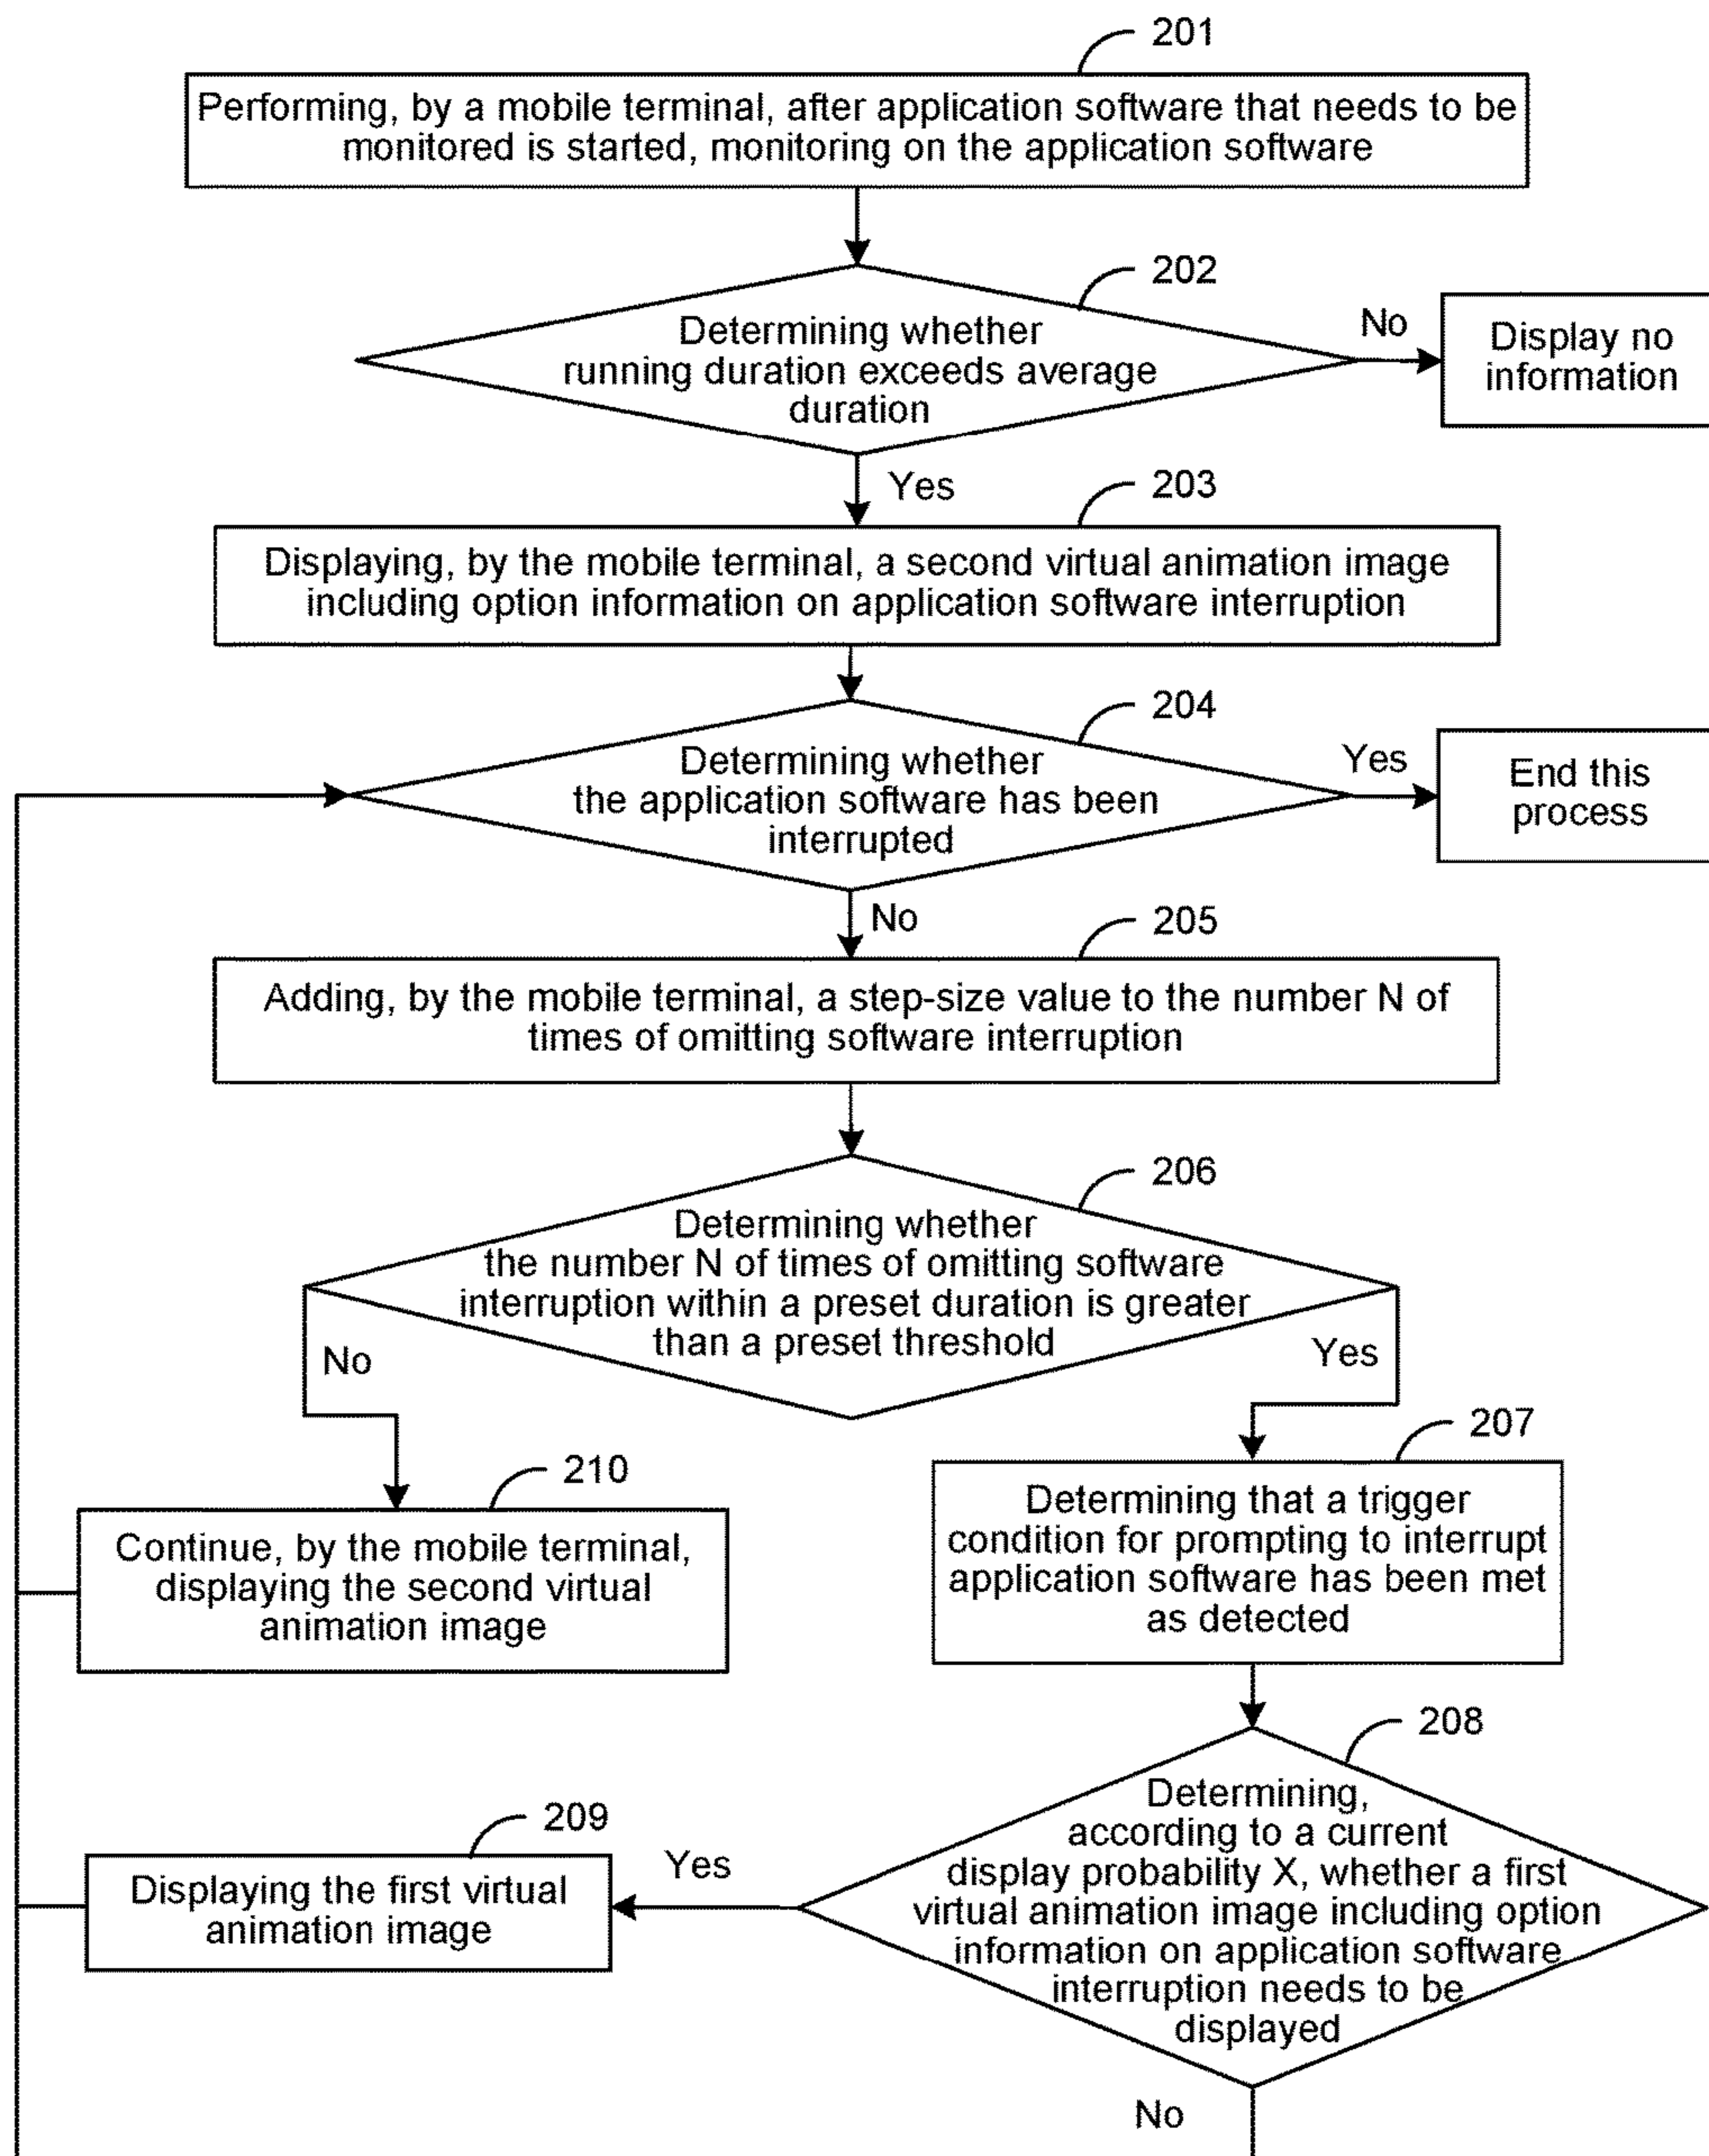 201
Performing, by a mobile terminal, after application software that needs to be
monitored is started, monitoring on the application software
202
Determining whether
running duration exceeds average
duration
No
Display no
information
Yes
203
Displaying, by the mobile terminal, a second virtual animation image
including option information on application software interruption
204
Determining whether
the application software has been
interrupted
Yes
End this
process
No
205
Adding, by the mobile terminal, a step-size value to the number N of
times of omitting software interruption
206
Determining whether
the number N of times of omitting software
interruption within a preset duration is greater
than a preset threshold
No
Yes
207
Determining that a trigger
condition for prompting to interrupt
application software has been met
as detected
210
Continue, by the mobile terminal,
displaying the second virtual
animation image
208
Determining,
according to a current
display probability X, whether a first
virtual animation image including option
information on application software
interruption needs to be
displayed
Yes
209
Displaying the first virtual
animation image
No